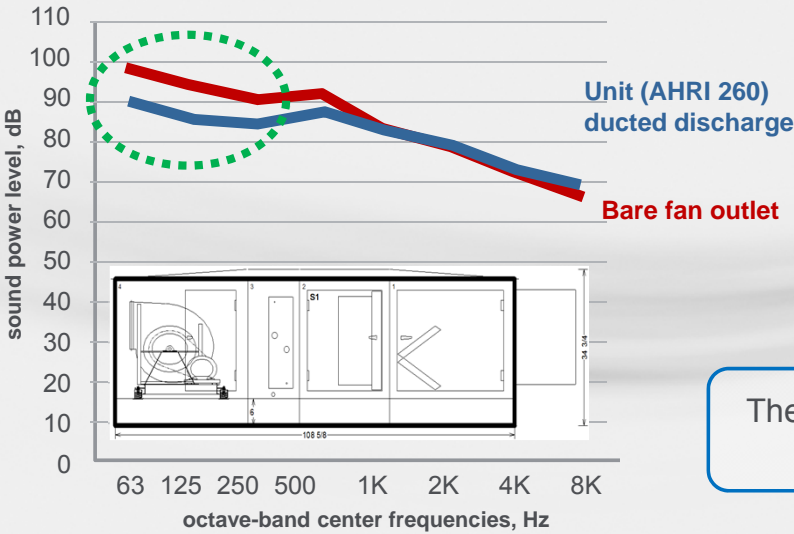 110
100
90
80
70
60
50
40
30
20
10
0
sound power level, dB
Unit (AHRI 260)
ducted discharge
Bare fan outlet
4
3
2
S1
1
6
34 3/4
108 5/8
The
63 125 250 500 1K 2K 4K 8K
octave-band center frequencies, Hz